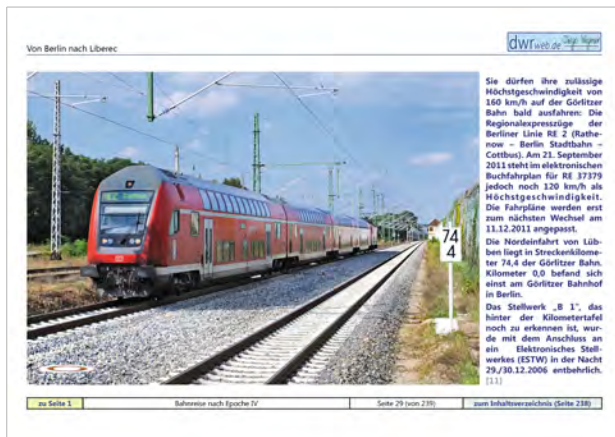 Von Berlin nach Liberec
dwrweb.de
Sie dürfen ihre zulässige
Höchstgeschwindigkeit von
160 km/h auf der Görlitzer
Bahn bald ausfahren: Die
Regionalexpresszüge der
Berliner Linie RE 2 (Rathe-
now – Berlin Stadtbahn –
Cottbus). Am 21. September
2011 steht im elektronischen
Buchfahrplan für RE 37379
jedoch noch 120 km/h als
Höchstgeschwindigkeit.
Die Fahrpläne werden erst
zum nächsten Wechsel am
11.12.2011 angepasst.
Die Nordeinfahrt von Lüb-
ben liegt in Streckenkilome-
ter 74,4 der Görlitzer Bahn.
Kilometer 0,0 befand sich
einst am Görlitzer Bahnhof
in Berlin.
Das Stellwerk „B 1", das
hinter der Kilometertafel
noch zu erkennen ist, wur-
de mit dem Anschluss an
ein Elektronisches Stell-
werkes (ESTW) in der Nacht
29./30.12.2006 entbehrlich.
[11]
74
4
zu Seite 1
Bahnreise nach Epoche IV
Seite 29 (von 239)
zum Inhaltsverzeichnis (Seite 238)